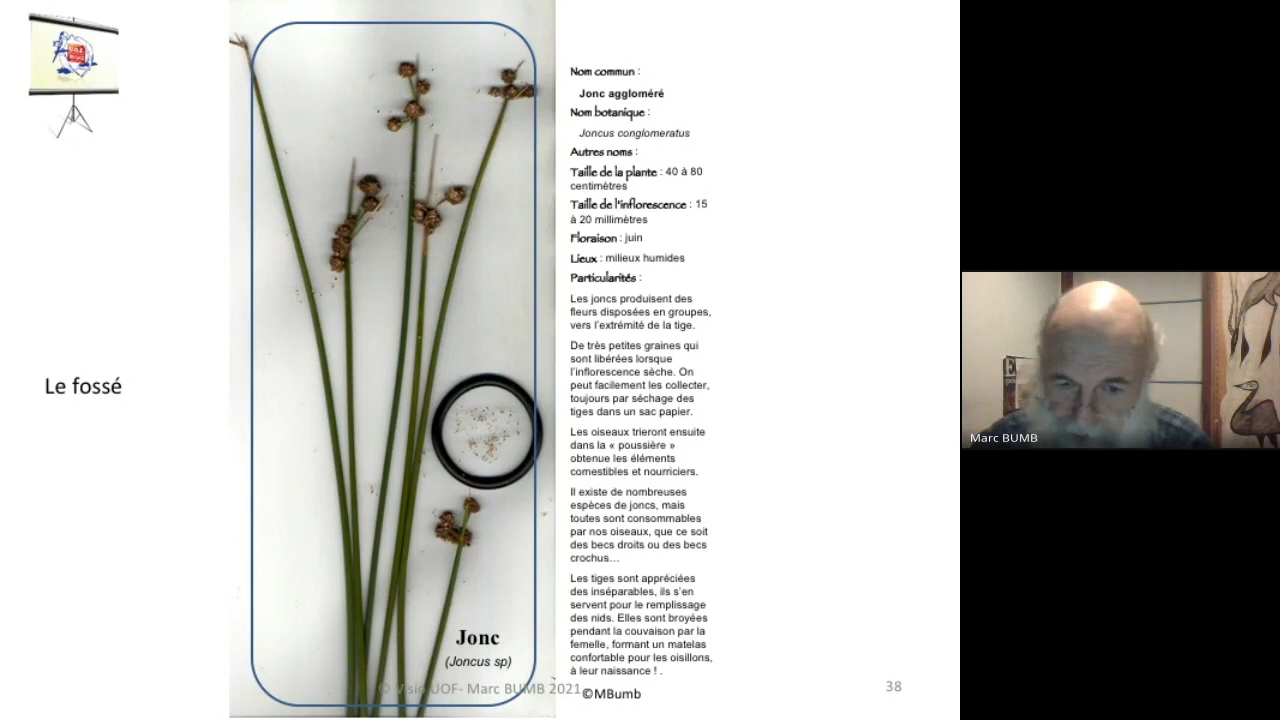 Le fossé
Jonc
(Joncus sp)
Nom commun :
Jonc aggloméré
Nom botanique :
Joncus conglomeratus
Autres noms :
Taille de la plante : 40 à 80
centimètres
Taille de l'inflorescence : 15
à 20 millimètres
Floraison : juin
Lieux : milieux humides
Particularités :
Les joncs produisent des
fleurs disposées en groupes,
vers l'extrémité de la tige.
De très petites graines qui
sont libérées lorsque
l'inflorescence sèche. On
peut facilement les collecter,
toujours par séchage des
tiges dans un sac papier.
Les oiseaux trieront ensuite
dans la « poussière »
obtenue les éléments
comestibles et nourriciers.
Il existe de nombreuses
espèces de joncs, mais
toutes sont consommables
par nos oiseaux, que ce soit
des becs droits ou des becs
crochus…
Les tiges sont appréciées
des inséparables, ils s'en
servent pour le remplissage
des nids. Elles sont broyées
pendant la couvaison par la
femelle, formant un matelas
confortable pour les oisillons,
à leur naissance ! .
© Visio UOF- Marc BUMB 2021
©MBumb
38
Marc BUMB